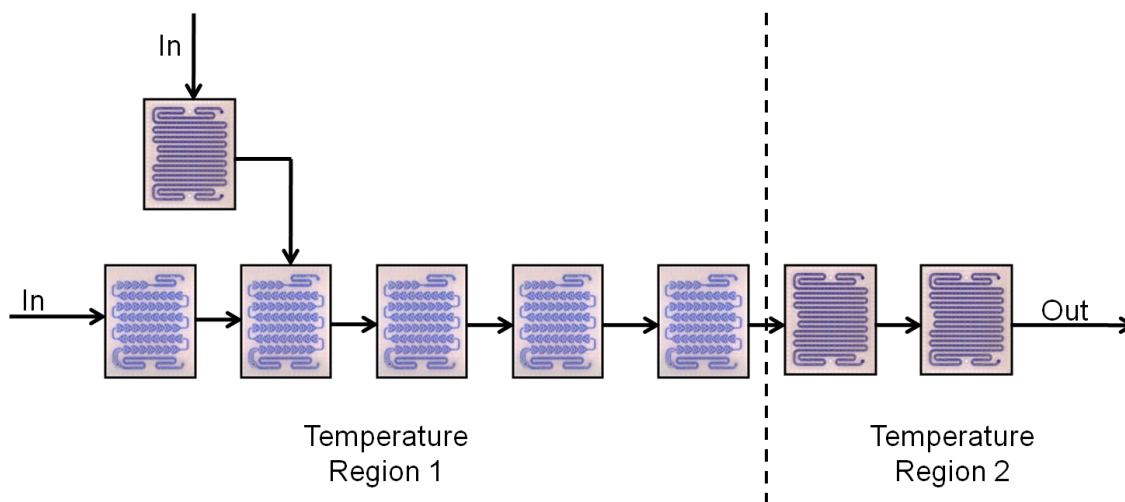 In
In
Out
Temperature
Region 1
Temperature
Region 2